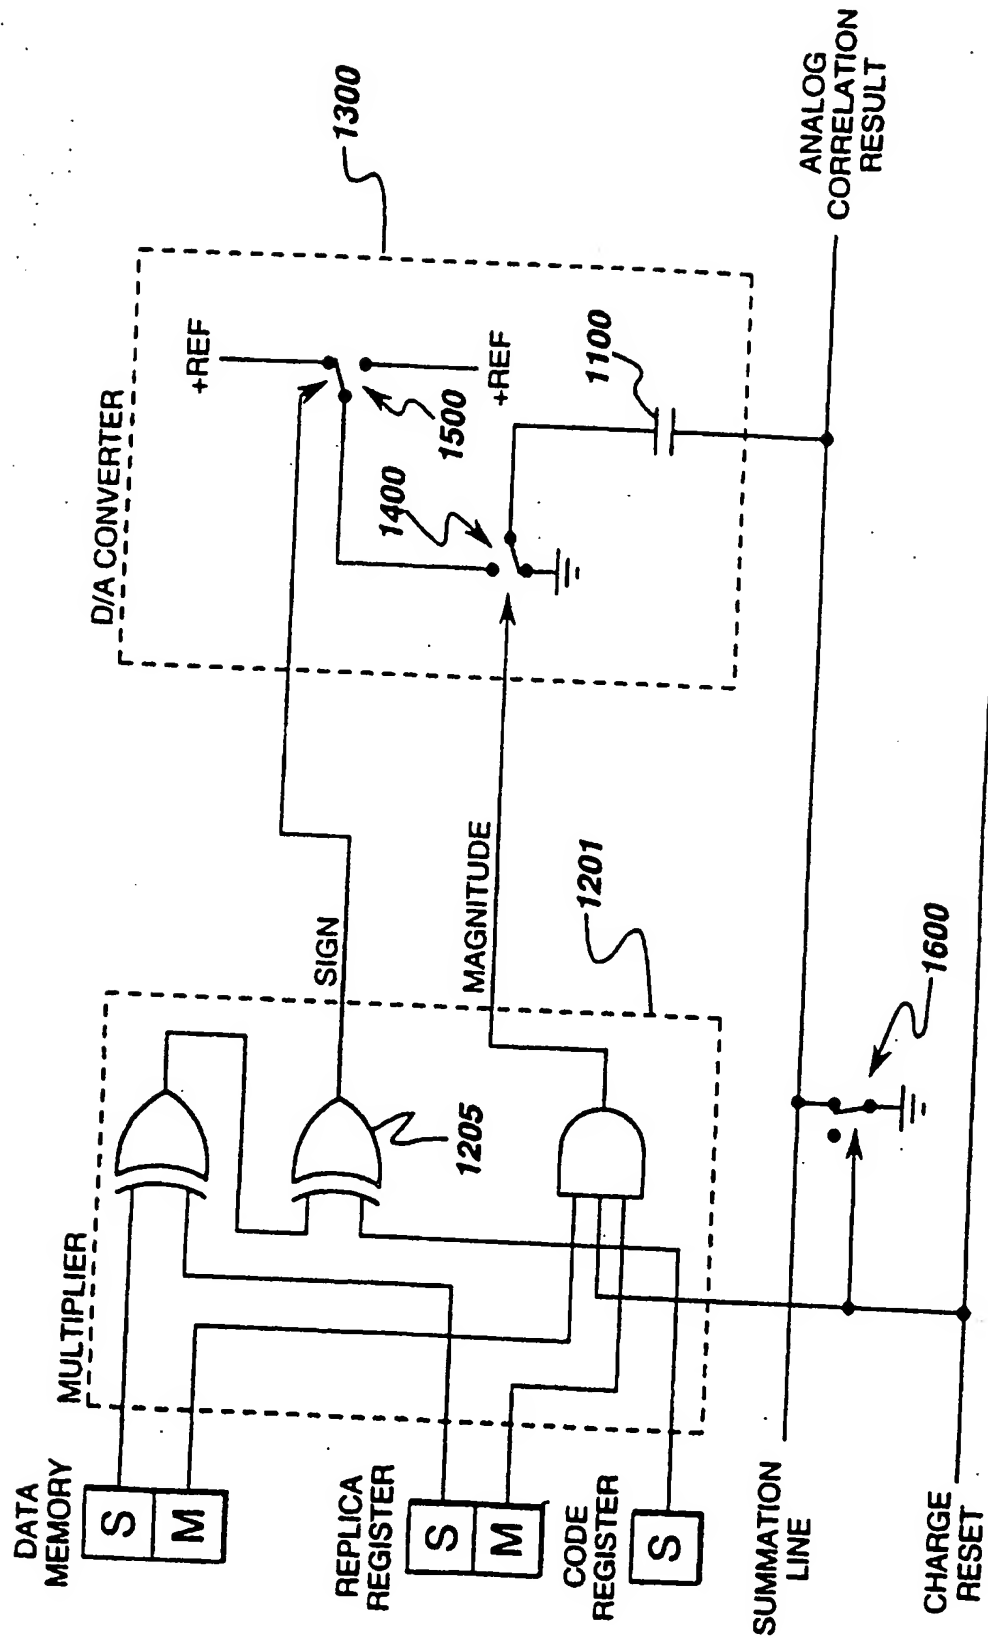 DATA
MEMORY
S
M
REPLICA
REGISTER
S
M
CODE
REGISTER
S
SUMMATION
LINE
CHARGE
RESET
MULTIPLIER
1205
SIGN
MAGNITUDE
1201
1600
D/A CONVERTER
+REF
1500
+REF
1400
1100
1300
ANALOG
CORRELATION
RESULT